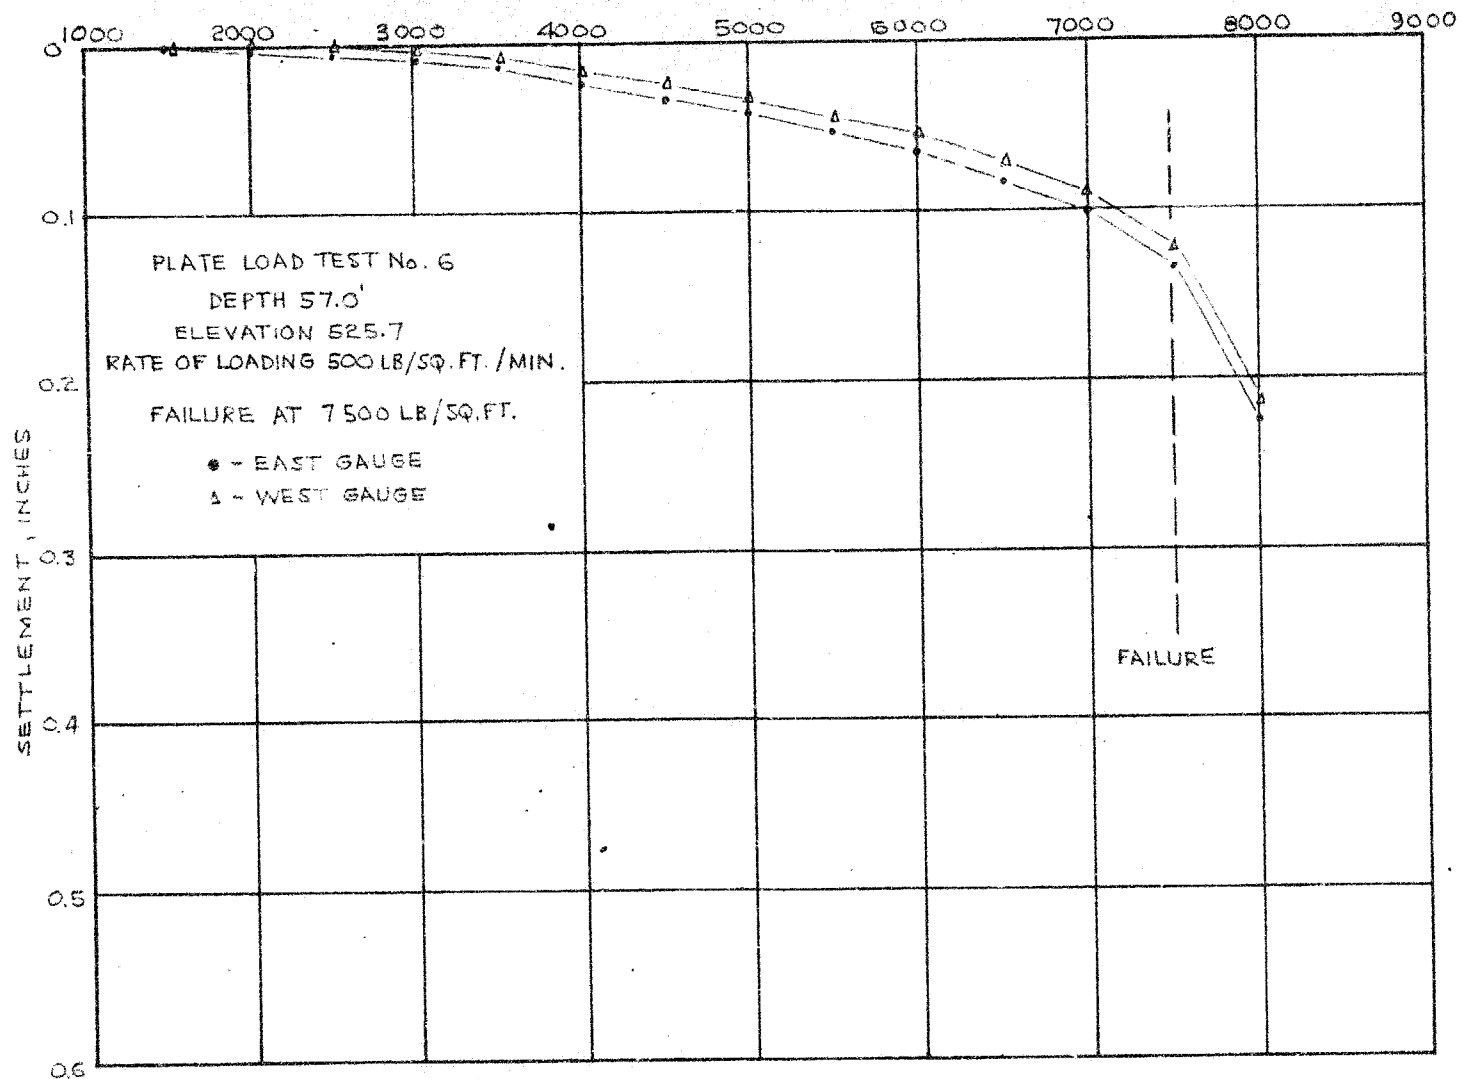 1000 2000 3000 4000 5000 6000 7000 8000 9000
0
0.1
PLATE LOAD TEST No. 6
DEPTH 57.0'
ELEVATION 525.7
RATE OF LOADING 500 LB/SQ.FT./MIN.
0.2
FAILURE AT 7500 LB/SQ.FT.
• - EAST GAUGE
Δ - WEST GAUGE
SETTLEMENT, INCHES
0.3
FAILURE
0.4
0.5
0.6